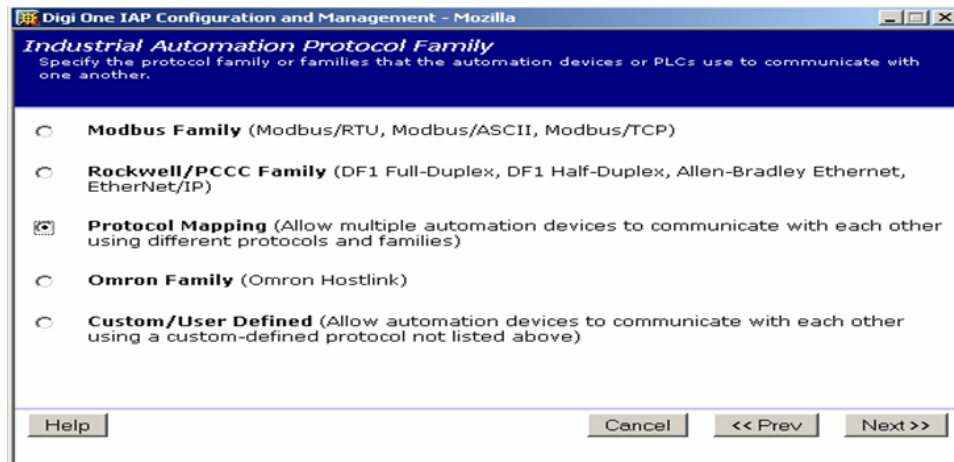 Digi One IAP Configuration and Management - Mozilla
Industrial Automation Protocol Family
Specify the protocol family or families that the automation devices or PLCs use to communicate with
one another.
Modbus Family (Modbus/RTU, Modbus/ASCII, Modbus/TCP)
Rockwell/PCCC Family (DF1 Full-Duplex, DF1 Half-Duplex, Allen-Bradley Ethernet,
EtherNet/IP)
Protocol Mapping (Allow multiple automation devices to communicate with each other
using different protocols and families)
Omron Family (Omron Hostlink)
Custom/User Defined (Allow automation devices to communicate with each other
using a custom-defined protocol not listed above)
Help Cancel << Prev Next >>